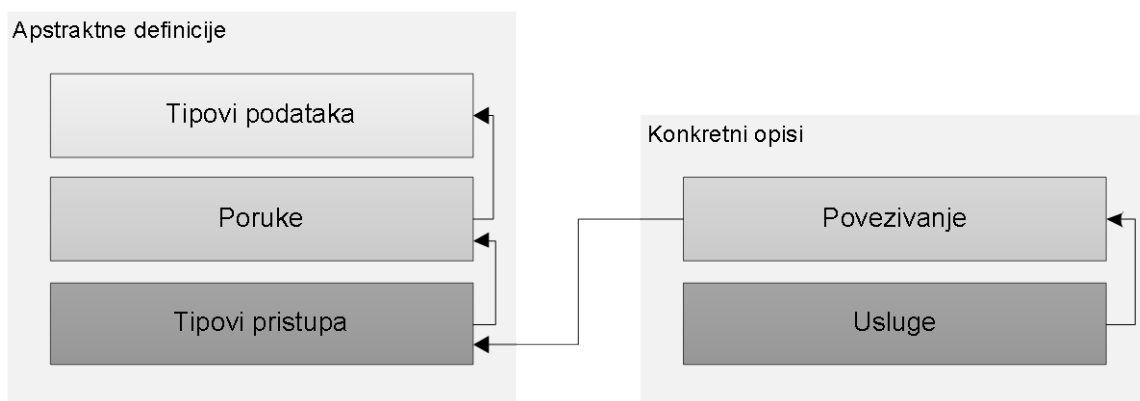 Apstraktne definicije
Tipovi podataka
Poruke
Tipovi pristupa
Konkretni opisi
Povezivanje
Usluge